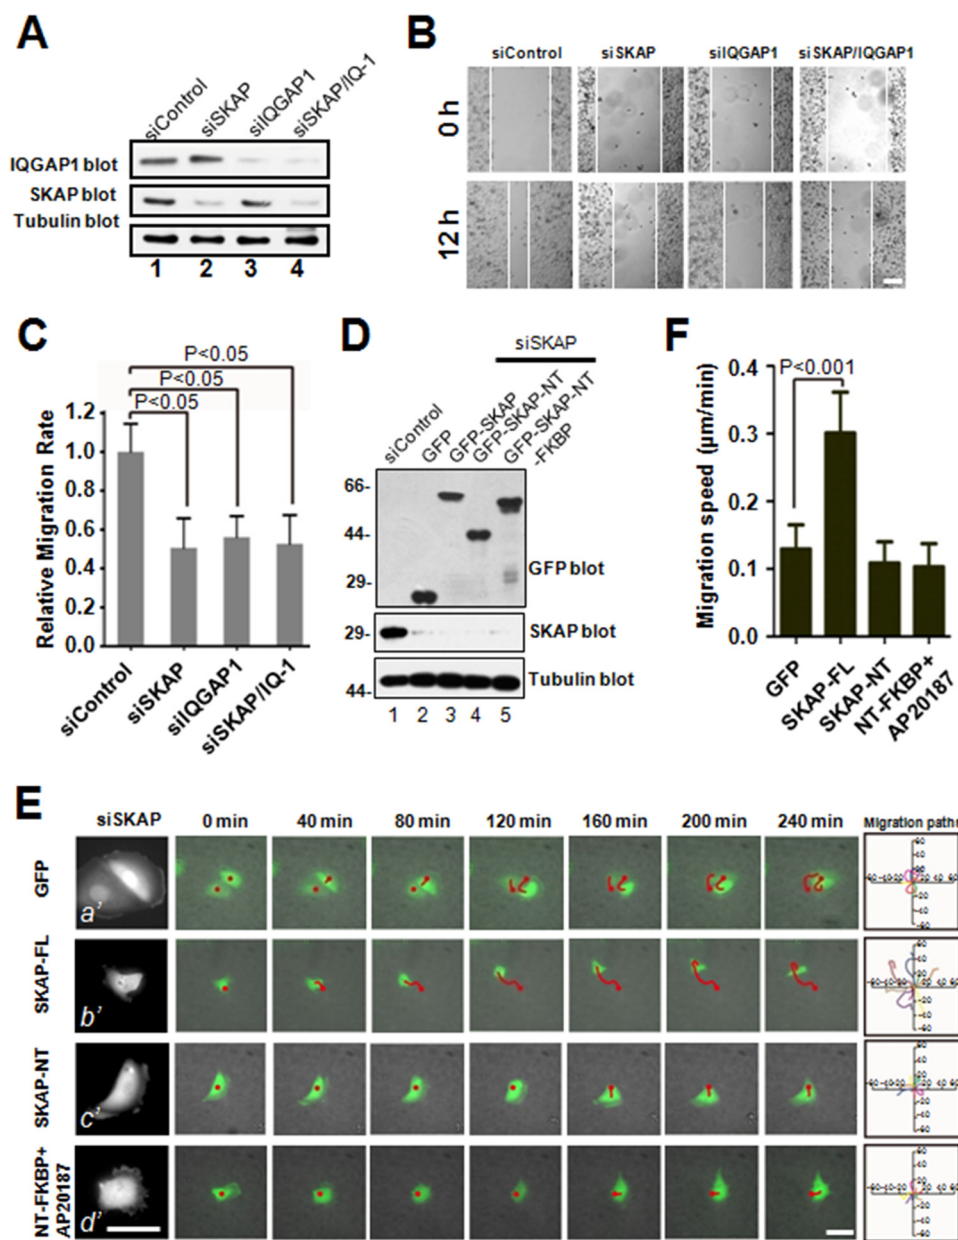 A
siControl
siSKAP
siIQGAP1
siSKAP/IQ-1
IQGAP1 blot
SKAP blot
Tubulin blot
1 2 3 4
B
siControl siSKAP siIQGAP1 siSKAP/IQGAP1
0 h
12 h
C
P<0.05
P<0.05
P<0.05
Relative Migration Rate
1.2
1.0
0.8
0.6
0.4
0.2
0.0
siControl
siSKAP
siIQGAP1
siSKAP/IQ-1
D
siSKAP
siControl
GFP
GFP-SKAP
GFP-SKAP-NT
GFP-SKAP-NT
-FKBP
66-
44-
29-
GFP blot
29-
SKAP blot
Tubulin blot
44-
1 2 3 4 5
F
P<0.001
Migration speed (µm/min)
0.4
0.3
0.2
0.1
0.0
GFP
SKAP-FL
SKAP-NT
NT-FKBP+
AP20187
E
siSKAP 0 min 40 min 80 min 120 min 160 min 200 min 240 min Migration paths
GFP
a'
SKAP-FL
b'
SKAP-NT
c'
NT-FKBP+
AP20187
d'